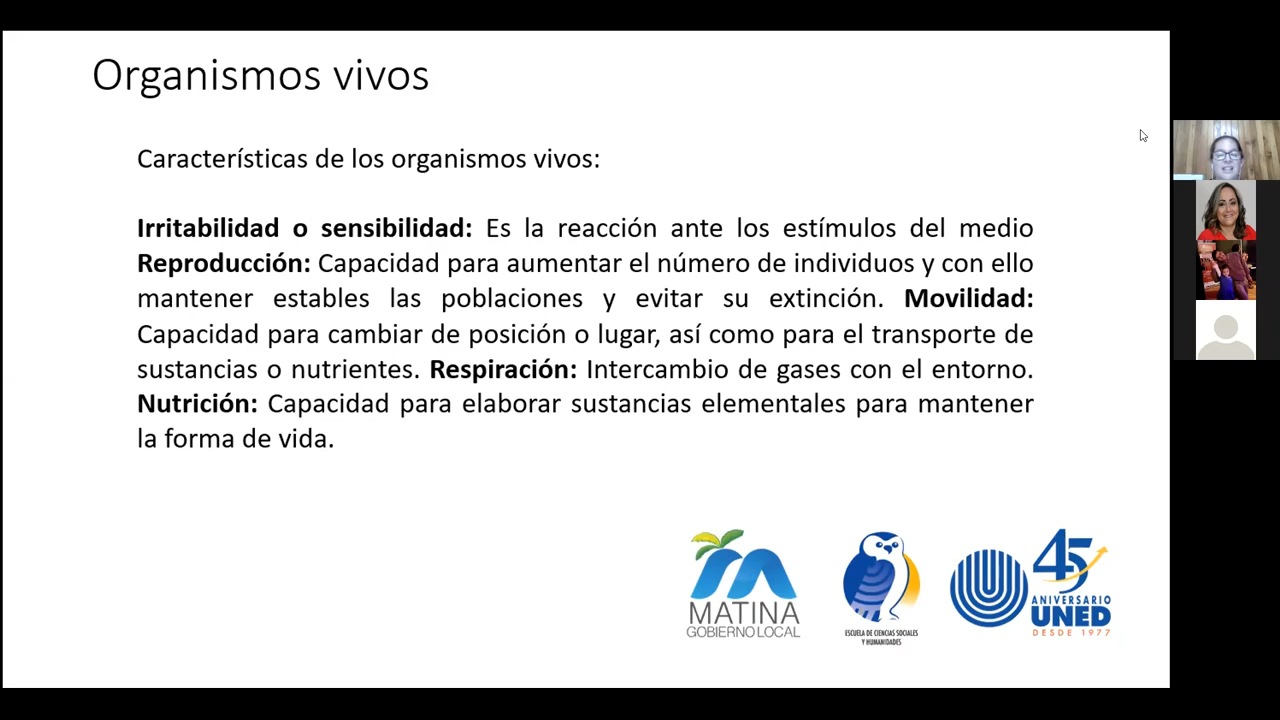 Organismos vivos
Características de los organismos vivos:
Irritabilidad o sensibilidad: Es la reacción ante los estímulos del medio
Reproducción: Capacidad para aumentar el número de individuos y con ello
mantener estables las poblaciones y evitar su extinción. Movilidad:
Capacidad para cambiar de posición o lugar, así como para el transporte de
sustancias o nutrientes. Respiración: Intercambio de gases con el entorno.
Nutrición: Capacidad para elaborar sustancias elementales para mantener
la forma de vida.
MATINA
GOBIERNO LOCAL
ESCUELA DE CIENCIAS SOCIALES
Y HUMANIDADES
45
ANIVERSARIO
UNED
DESDE 1977